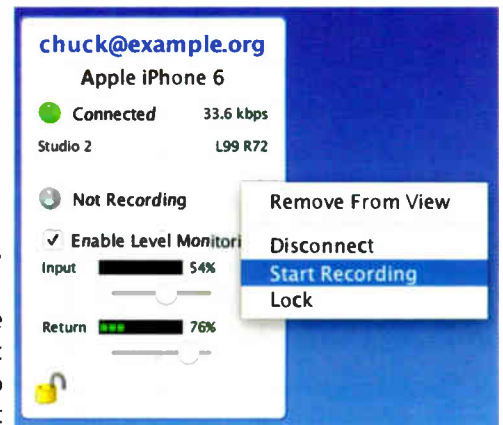 chuck@example.org
Apple iPhone 6
Connected 33.6 kbps
Studio 2 L99 R72
Not Recording
Enable Level Monitori
Input 54%
Return 76%
Remove From View
Disconnect
Start Recording
Lock